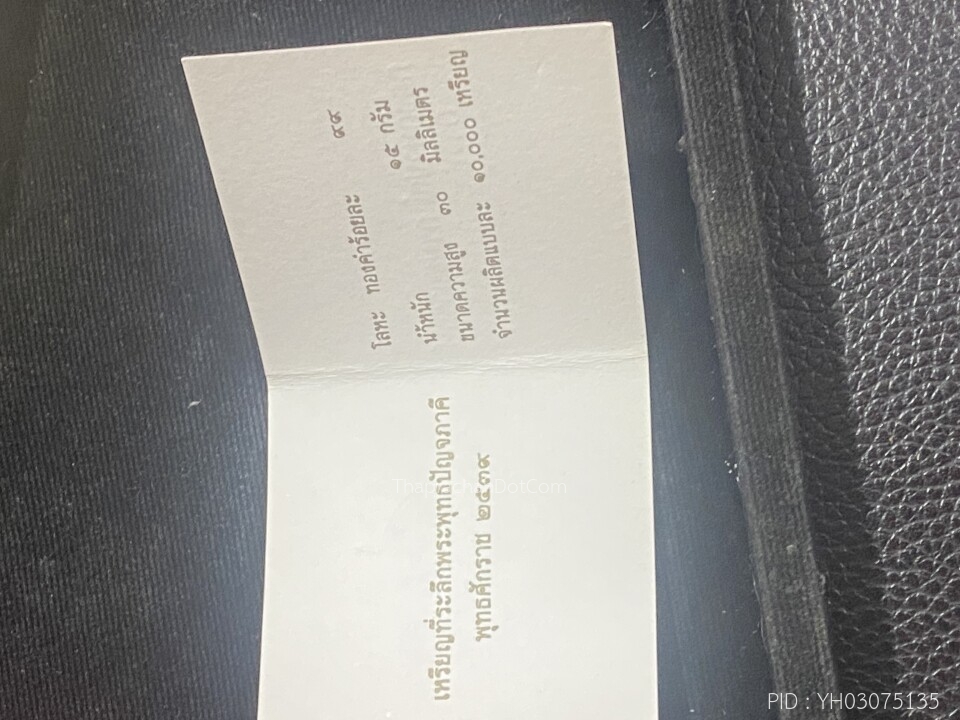 เหรียญที่ระลึกพระพุทธปัญจภาคี
พุทธศักราช ๒๕๓๙
โลหะ ทองคำร้อยละ ๙๙
น้ำหนัก ๑๕ กรัม
ขนาดความสูง ๓๐ มิลลิเมตร
จำนวนผลิตแบบละ ๑๐,๐๐๐ เหรียญ
ThaprachanDotCom
PID : YH03075135